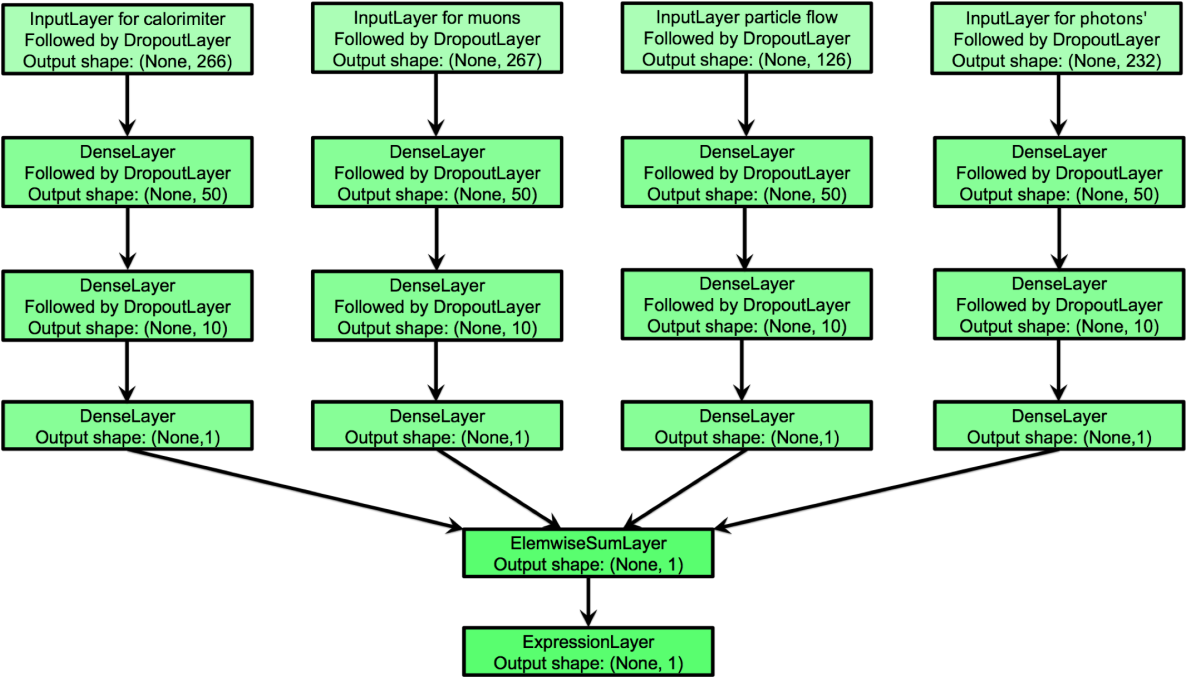 InputLayer for calorimiter
Followed by DropoutLayer
Output shape: (None, 266)
InputLayer for muons
Followed by DropoutLayer
Output shape: (None, 267)
InputLayer particle flow
Followed by DropoutLayer
Output shape: (None, 126)
InputLayer for photons'
Followed by DropoutLayer
Output shape: (None, 232)
DenseLayer
Followed by DropoutLayer
Output shape: (None, 50)
DenseLayer
Followed by DropoutLayer
Output shape: (None, 50)
DenseLayer
Followed by DropoutLayer
Output shape: (None, 50)
DenseLayer
Followed by DropoutLayer
Output shape: (None, 50)
DenseLayer
Followed by DropoutLayer
Output shape: (None, 10)
DenseLayer
Followed by DropoutLayer
Output shape: (None, 10)
DenseLayer
Followed by DropoutLayer
Output shape: (None, 10)
DenseLayer
Followed by DropoutLayer
Output shape: (None, 10)
DenseLayer
Output shape: (None,1)
DenseLayer
Output shape: (None,1)
DenseLayer
Output shape: (None,1)
DenseLayer
Output shape: (None,1)
ElemwiseSumLayer
Output shape: (None, 1)
ExpressionLayer
Output shape: (None, 1)